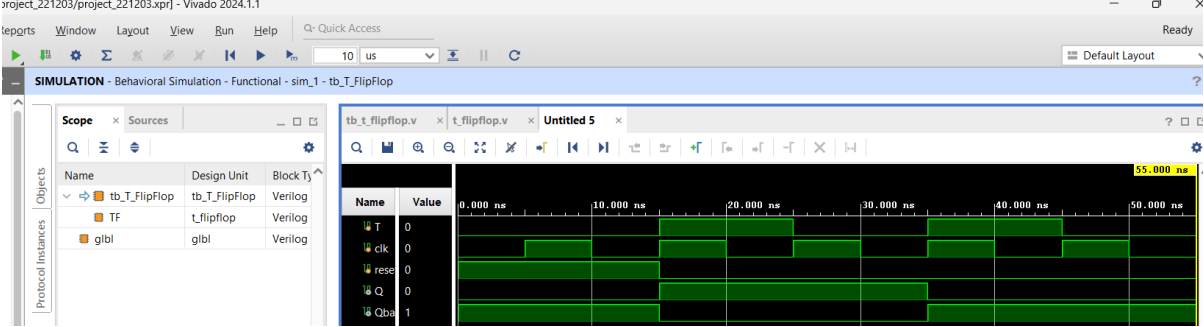 project_221203/project_221203.xpr] - Vivado 2024.1.1
Reports Window Layout View Run Help Q- Quick Access Ready
10 us Default Layout
SIMULATION - Behavioral Simulation - Functional - sim_1 - tb_T_FlipFlop ?
Scope × Sources
Objects
Protocol Instances
Name Design Unit Block Ty
tb_T_FlipFlop tb_T_FlipFlop Verilog
TF t_flipflop Verilog
glbl glbl Verilog
tb_t_flipflop.v × t_flipflop.v × Untitled 5 × ?
55.000 ns
Name Value 0.000 ns 10.000 ns 20.000 ns 30.000 ns 40.000 ns 50.000 ns
T 0
clk 0
rese 0
Q 0
Qba 1